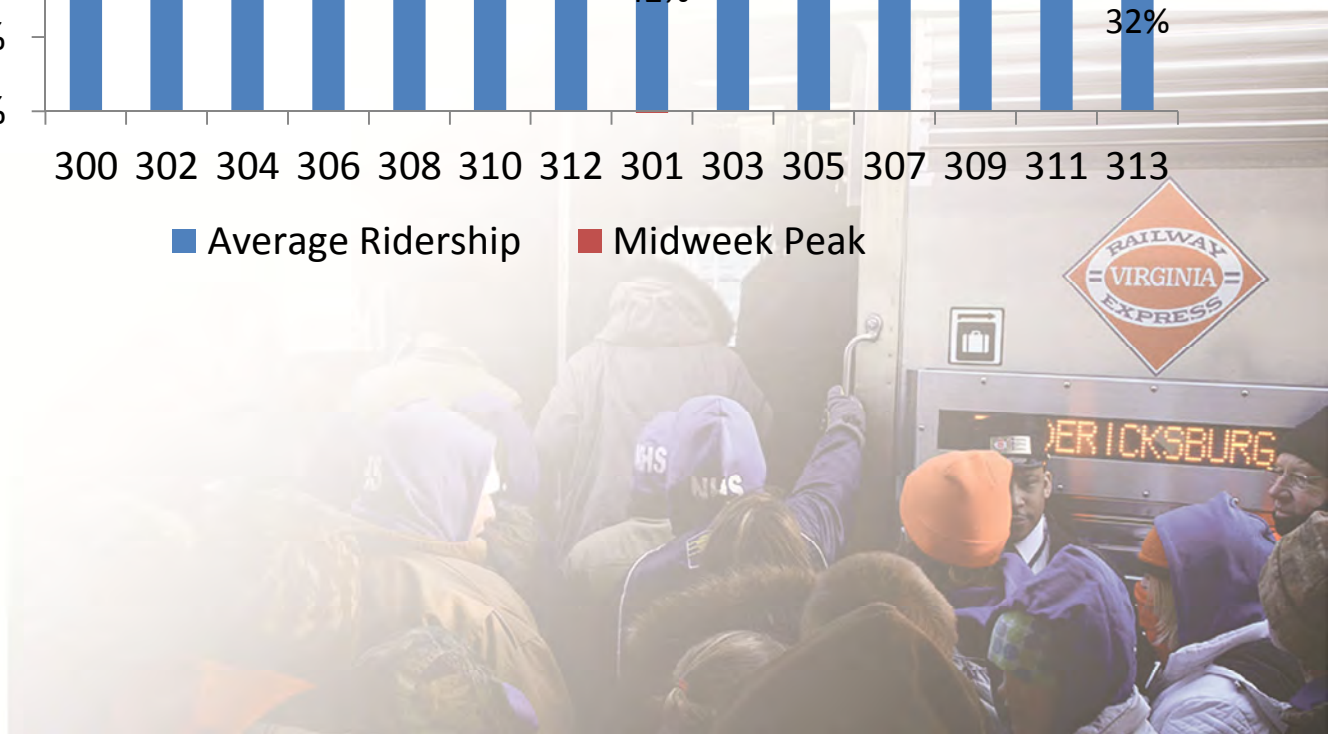 32%
300 302 304 306 308 310 312 301 303 305 307 309 311 313
Average Ridership Midweek Peak
RAILWAY
VIRGINIA
EXPRESS
ERICKSBURG